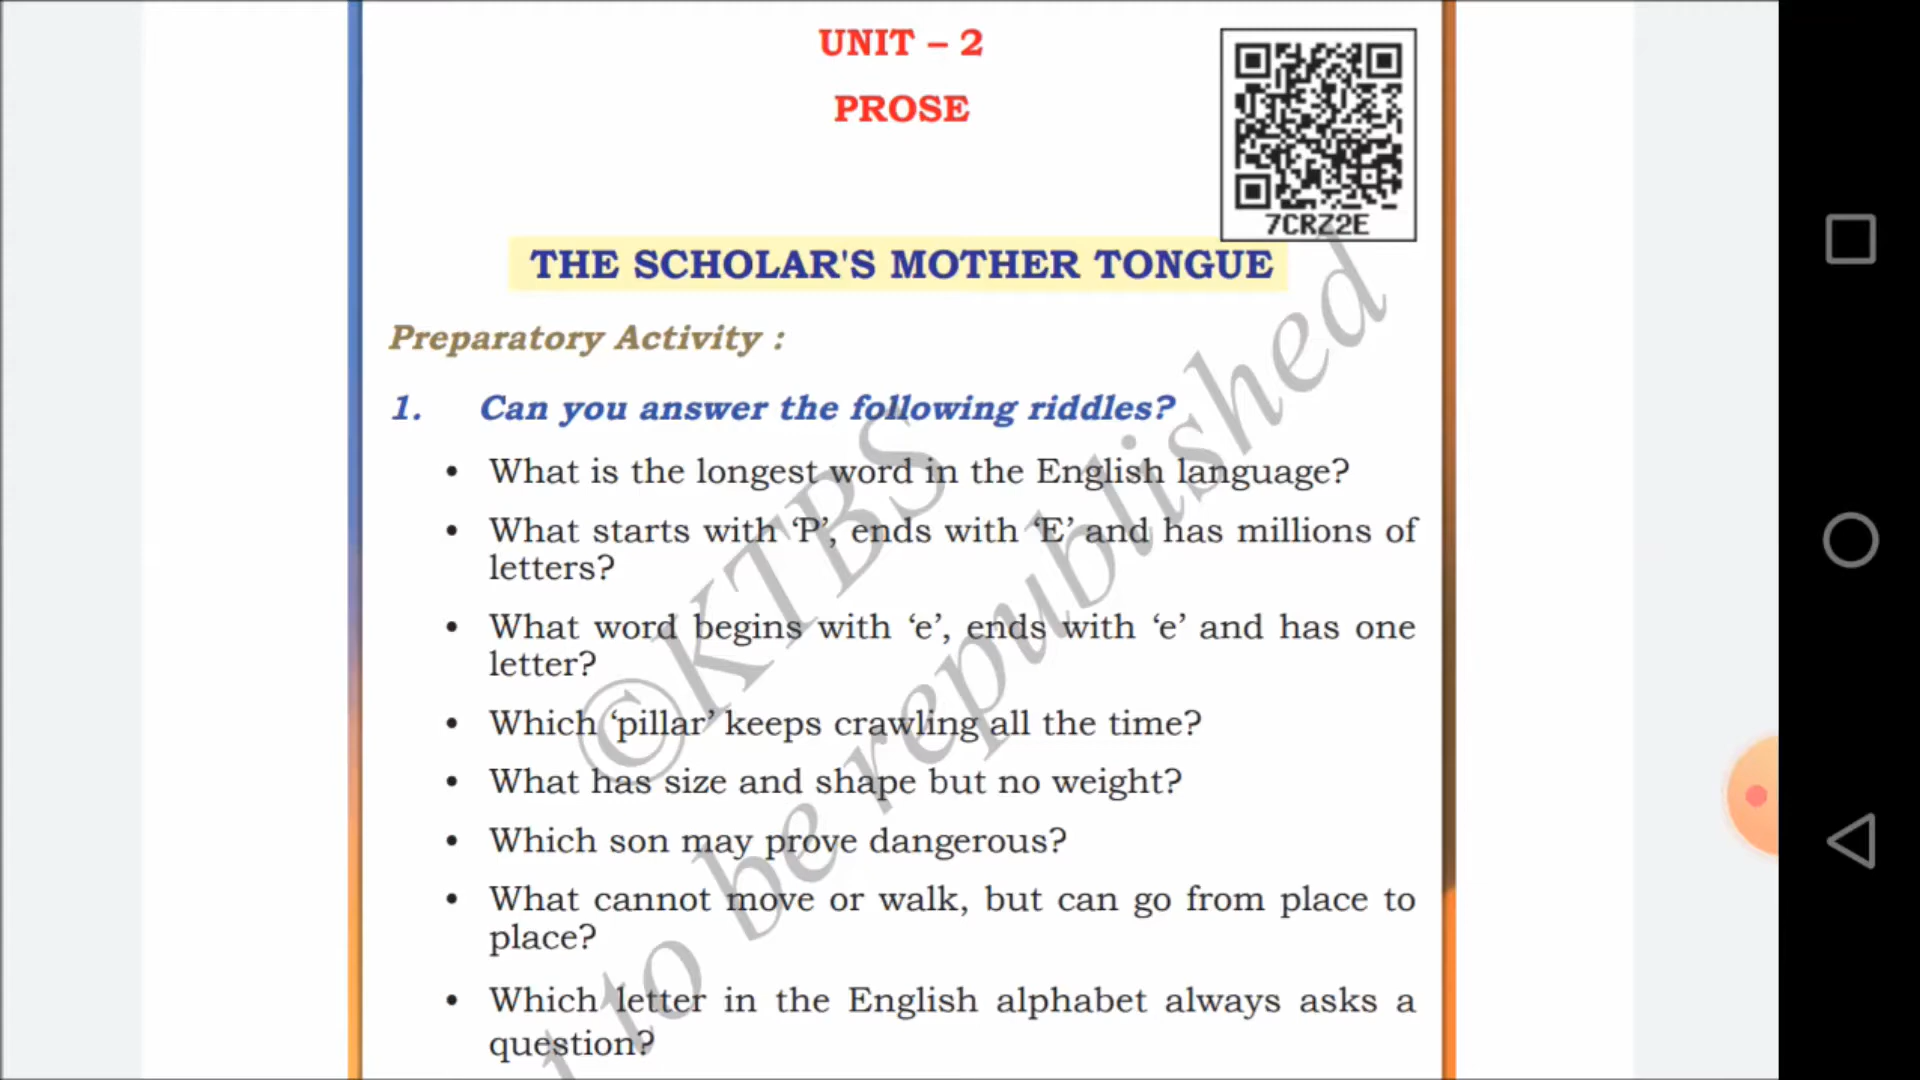 UNIT – 2
PROSE
7CRZ2E
THE SCHOLAR'S MOTHER TONGUE
Preparatory Activity :
1. Can you answer the following riddles?
• What is the longest word in the English language?
• What starts with ‘P’, ends with ‘E’ and has millions of
letters?
• What word begins with ‘e’, ends with ‘e’ and has one
letter?
• Which ‘pillar’ keeps crawling all the time?
• What has size and shape but no weight?
• Which son may prove dangerous?
• What cannot move or walk, but can go from place to
place?
• Which letter in the English alphabet always asks a
question?
©KTBS
to be republished